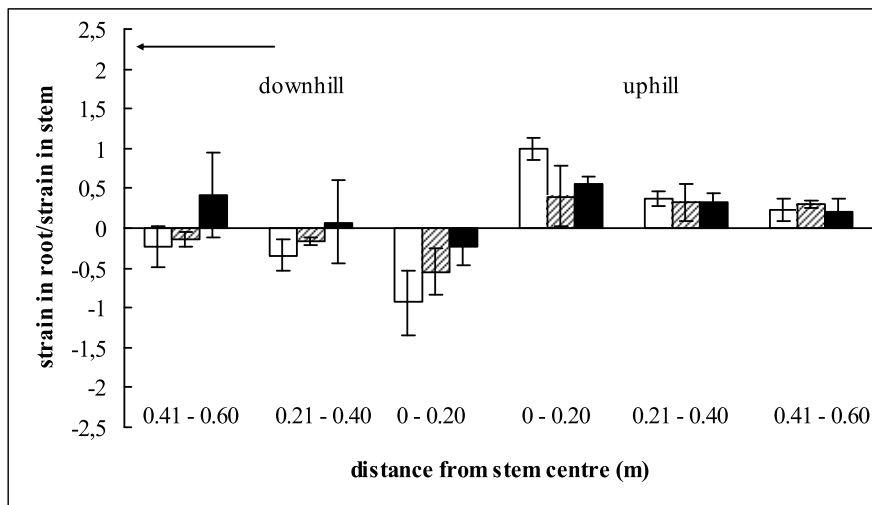 strain in root/strain in stem
2,5
2
1,5
1
0,5
0
-0,5
-1
-1,5
-2
-2,5
downhill
uphill
0.41 - 0.60
0.21 - 0.40
0 - 0.20
0 - 0.20
0.21 - 0.40
0.41 - 0.60
distance from stem centre (m)